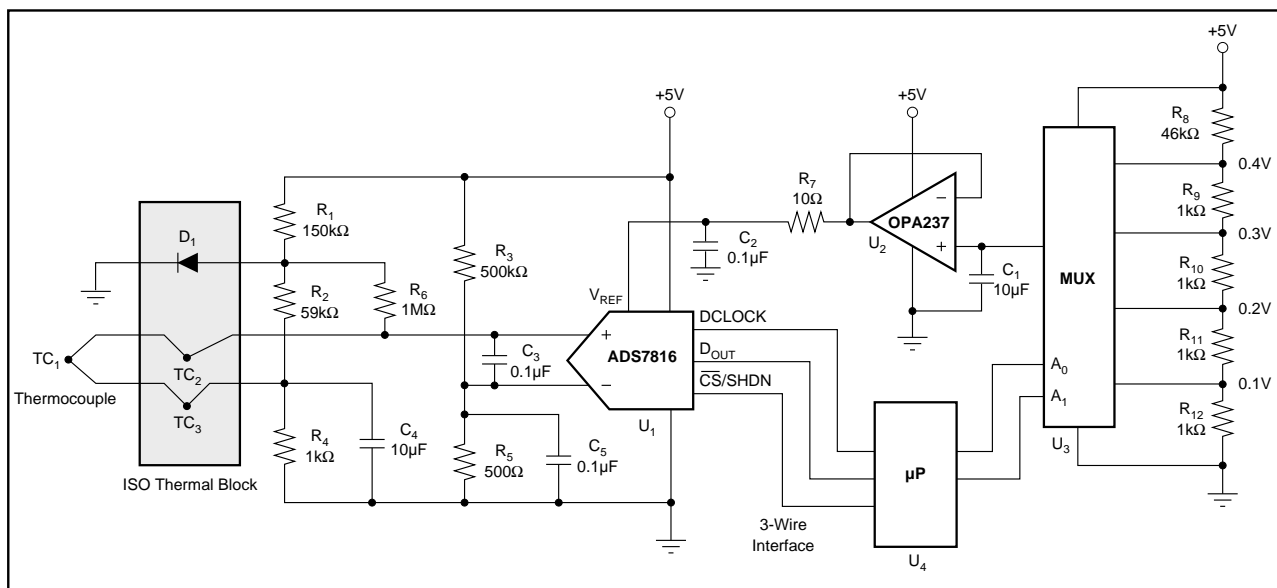 +5V
+5V
+5V
R8
46kΩ
0.4V
R9
1kΩ
0.3V
R10
1kΩ
0.2V
R11
1kΩ
0.1V
R12
1kΩ
MUX
A0
A1
U3
R7
10Ω
OPA237
−
+
U2
C1
10µF
C2
0.1µF
VREF
R1
150kΩ
D1
R2
59kΩ
R6
1MΩ
R3
500kΩ
C3
0.1µF
+
−
ADS7816
U1
DCLOCK
DOUT
CS/SHDN
TC1
Thermocouple
TC2
TC3
R4
1kΩ
C4
10µF
R5
500Ω
C5
0.1µF
ISO Thermal Block
3-Wire
Interface
µP
U4